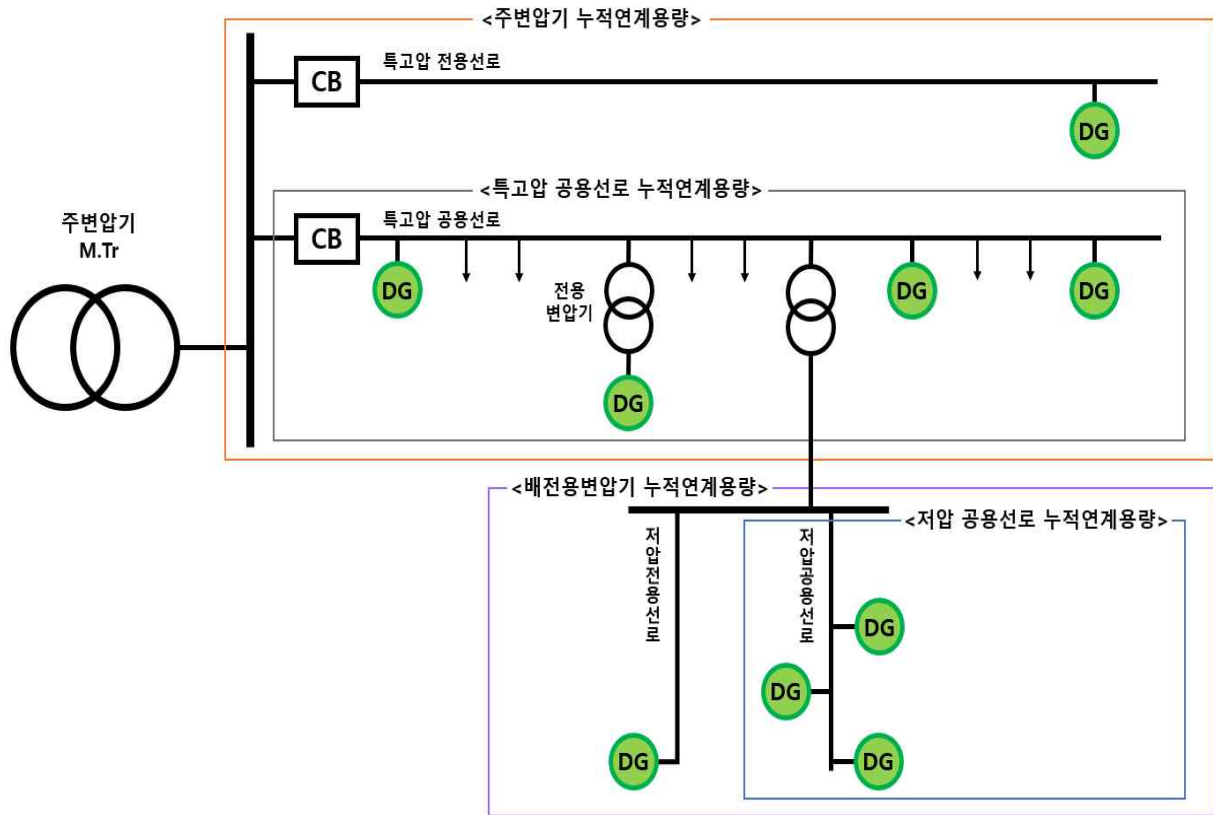 <주변압기 누적연계용량>
특고압 전용선로
CB
DG
<특고압 공용선로 누적연계용량>
특고압 공용선로
주변압기
M.Tr
CB
DG
전용
변압기
DG
DG
DG
<배전용변압기 누적연계용량>
<저압 공용선로 누적연계용량>
저압전용선로
저압공용선로
DG
DG
DG
DG